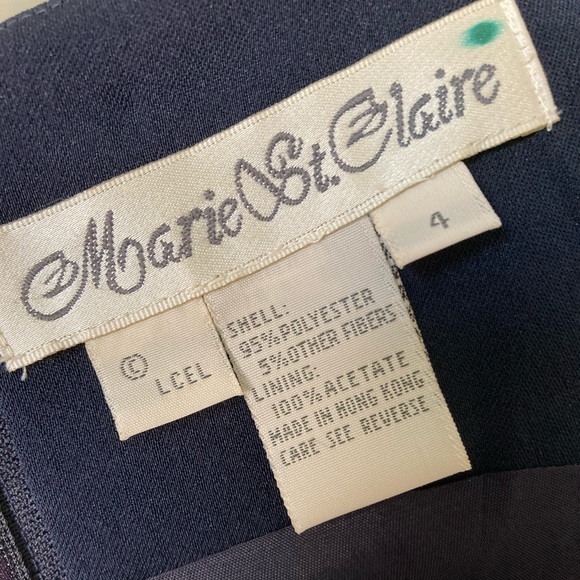 Marie St. Claire
4
© LCEL
SHELL:
95% POLYESTER
5% OTHER FIBERS
LINING:
100% ACETATE
MADE IN HONG KONG
CARE SEE REVERSE